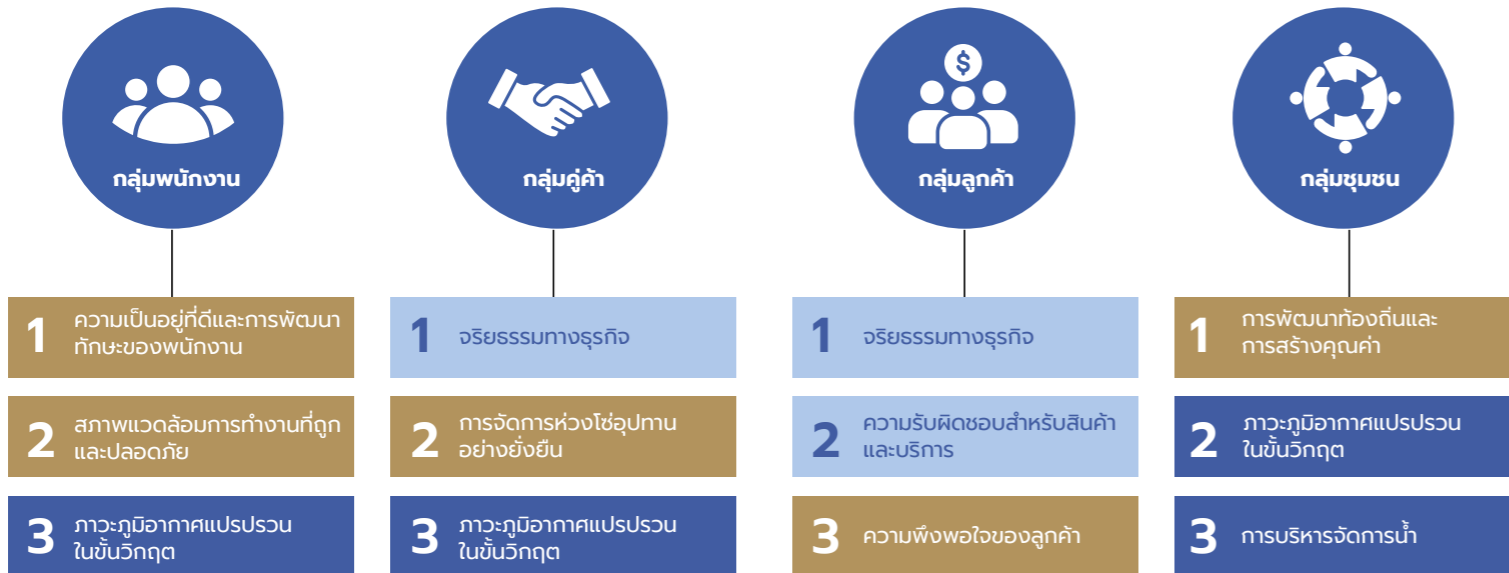 $
กลุ่มพนักงาน
1
ความเป็นอยู่ที่ดีและการพัฒนา
ทักษะของพนักงาน
2
สภาพแวดล้อมการทำงานที่ถูก
และปลอดภัย
3
ภาวะภูมิอากาศแปรปรวน
ในขั้นวิกฤต
กลุ่มคู่ค้า
1
จริยธรรมทางธุรกิจ
2
การจัดการห่วงโซ่อุปทาน
อย่างยั่งยืน
3
ภาวะภูมิอากาศแปรปรวน
ในขั้นวิกฤต
กลุ่มลูกค้า
1
จริยธรรมทางธุรกิจ
2
ความรับผิดชอบสำหรับสินค้า
และบริการ
3
ความพึงพอใจของลูกค้า
กลุ่มชุมชน
1
การพัฒนาท้องถิ่นและ
การสร้างคุณค่า
2
ภาวะภูมิอากาศแปรปรวน
ในขั้นวิกฤต
3
การบริหารจัดการน้ำ